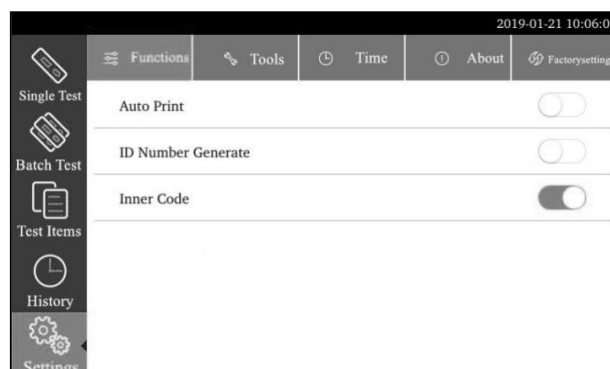 2019-01-21 10:06:0
Functions
Tools
Time
About
Factorysetting
Single Test
Batch Test
Test Items
History
Settings
Auto Print
ID Number Generate
Inner Code